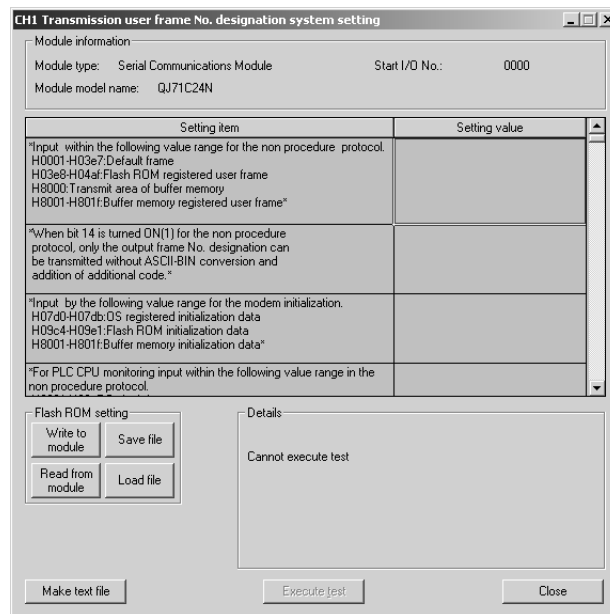 CH1 Transmission user frame No. designation system setting
Module information
Module type: Serial Communications Module Start I/O No.: 0000
Module model name: QJ71C24N
Setting item Setting value
*Input within the following value range for the non procedure protocol.
H0001-H03e7:Default frame
H03e8-H04af:Flash ROM registered user frame
H8000:Transmit area of buffer memory
H8001-H801f:Buffer memory registered user frame*
*When bit 14 is turned ON(1) for the non procedure
protocol, only the output frame No. designation can
be transmitted without ASCII-BIN conversion and
addition of additional code.*
*Input by the following value range for the modem initialization.
H07d0-H07db:OS registered initialization data
H09c4-H09e1:Flash ROM initialization data
H8001-H801f:Buffer memory initialization data*
*For PLC CPU monitoring input within the following value range in the
non procedure protocol.
Flash ROM setting
Write to
module
Save file
Read from
module
Load file
Details
Cannot execute test
Make text file
Execute test
Close